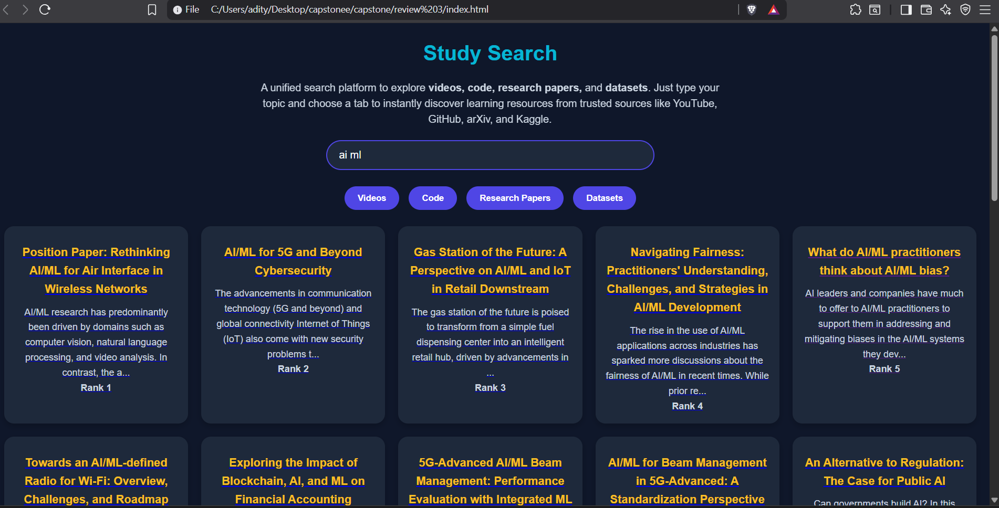 File C:/Users/adity/Desktop/capstonee/capstone/review%203/index.html
Study Search
A unified search platform to explore videos, code, research papers, and datasets. Just type your
topic and choose a tab to instantly discover learning resources from trusted sources like YouTube,
GitHub, arXiv, and Kaggle.
ai ml
Videos
Code
Research Papers
Datasets
Position Paper: Rethinking
AI/ML for Air Interface in
Wireless Networks
AI/ML research has predominantly
been driven by domains such as
computer vision, natural language
processing, and video analysis. In
contrast, the a...
Rank 1
AI/ML for 5G and Beyond
Cybersecurity
The advancements in communication
technology (5G and beyond) and
global connectivity Internet of Things
(IoT) also come with new security
problems t...
Rank 2
Gas Station of the Future: A
Perspective on AI/ML and IoT
in Retail Downstream
The gas station of the future is poised
to transform from a simple fuel
dispensing center into an intelligent
retail hub, driven by advancements in
...
Rank 3
Navigating Fairness:
Practitioners' Understanding,
Challenges, and Strategies in
AI/ML Development
The rise in the use of AI/ML
applications across industries has
sparked more discussions about the
fairness of AI/ML in recent times. While
prior re...
Rank 4
What do AI/ML practitioners
think about AI/ML bias?
AI leaders and companies have much
to offer to AI/ML practitioners to
support them in addressing and
mitigating biases in the AI/ML systems
they dev...
Rank 5
Towards an AI/ML-defined
Radio for Wi-Fi: Overview,
Challenges, and Roadmap
Exploring the Impact of
Blockchain, AI, and ML on
Financial Accounting
5G-Advanced AI/ML Beam
Management: Performance
Evaluation with Integrated ML
AI/ML for Beam Management
in 5G-Advanced: A
Standardization Perspective
An Alternative to Regulation:
The Case for Public AI
Can governments build AI? In this